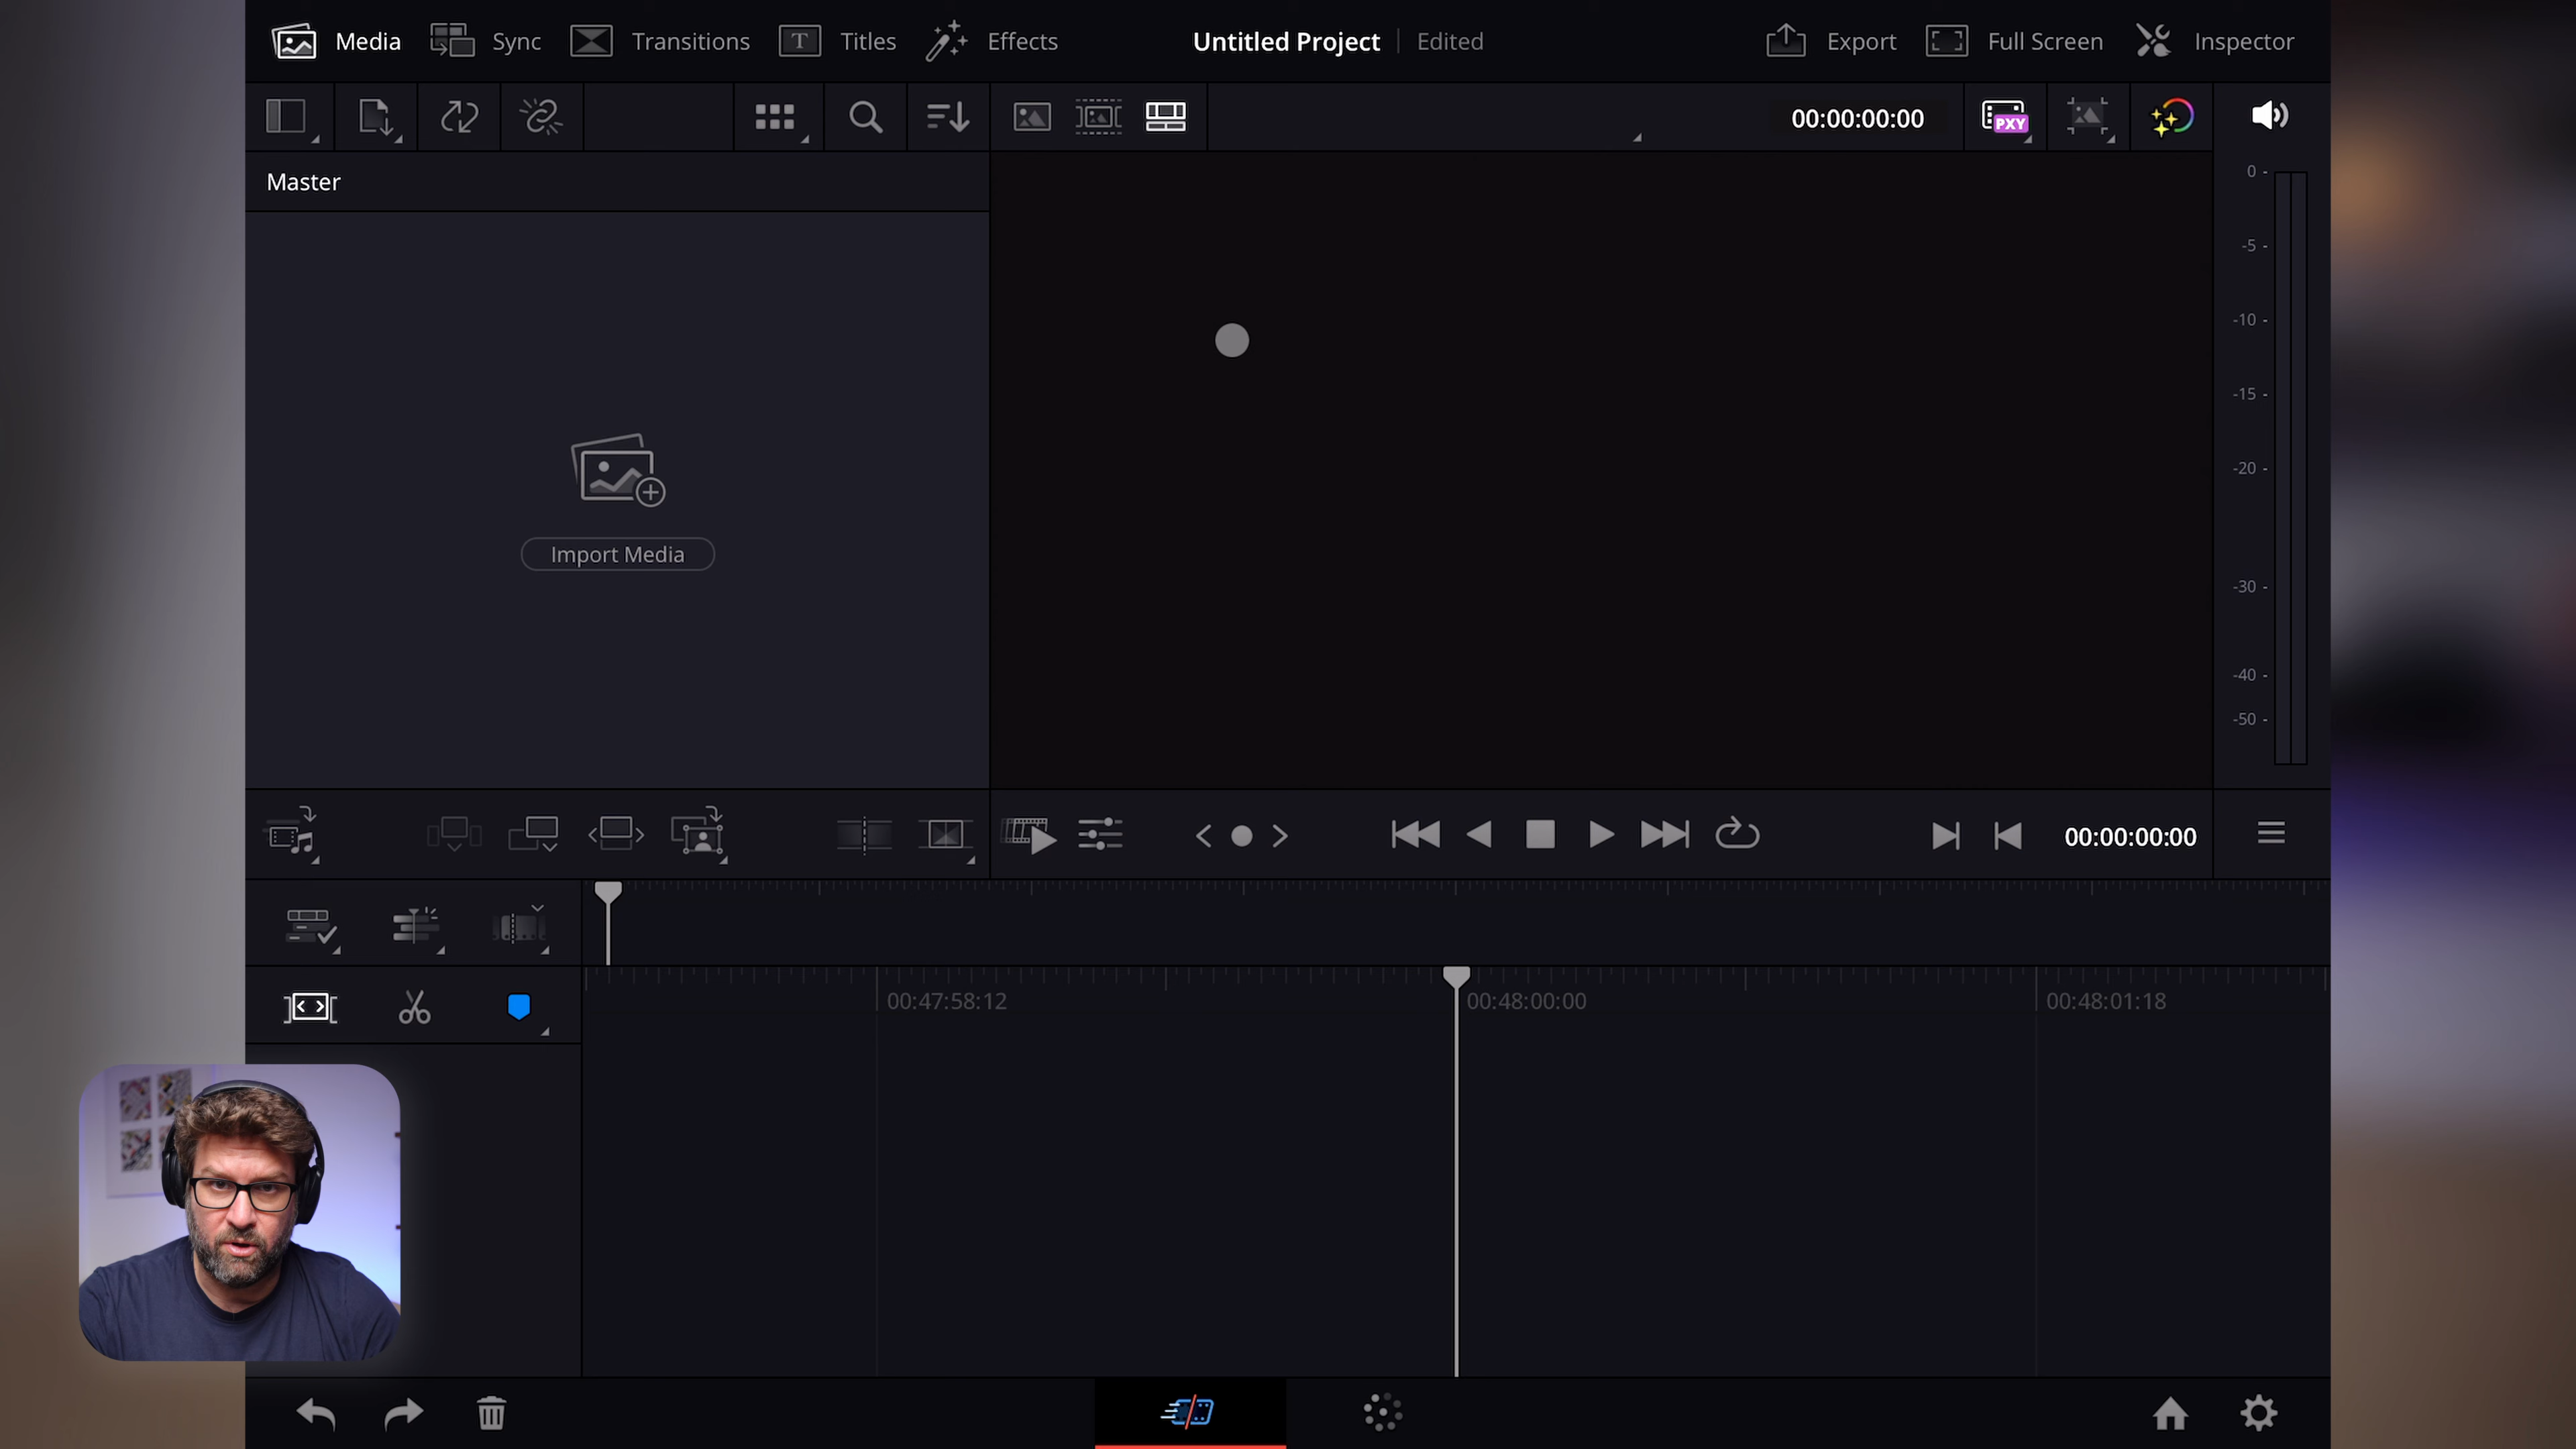 Media
Sync
Transitions
Titles
Effects
Untitled Project
Edited
Export
Full Screen
Inspector
00:00:00:00
PXY
Master
0
-5
-10
-15
-20
-30
-40
-50
Import Media
00:00:00:00
00:47:58:12
00:48:00:00
00:48:01:18